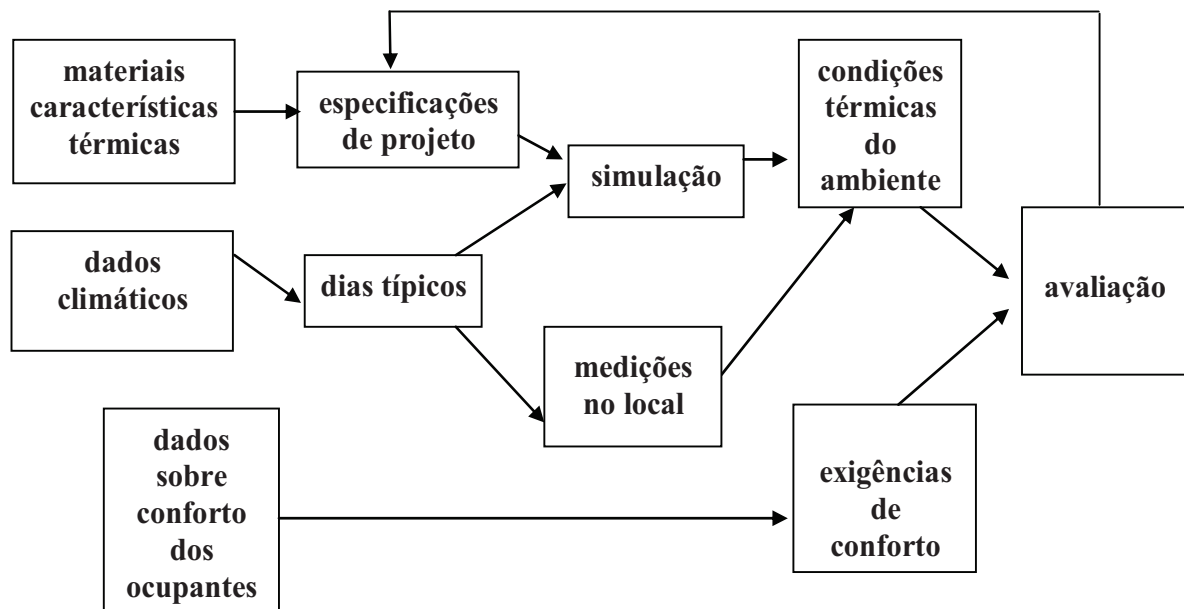 materiais
características
térmicas
especificações
de projeto
simulação
condições
térmicas
do
ambiente
dados
climáticos
dias típicos
avaliação
medições
no local
dados
sobre
conforto
dos
ocupantes
exigências
de
conforto